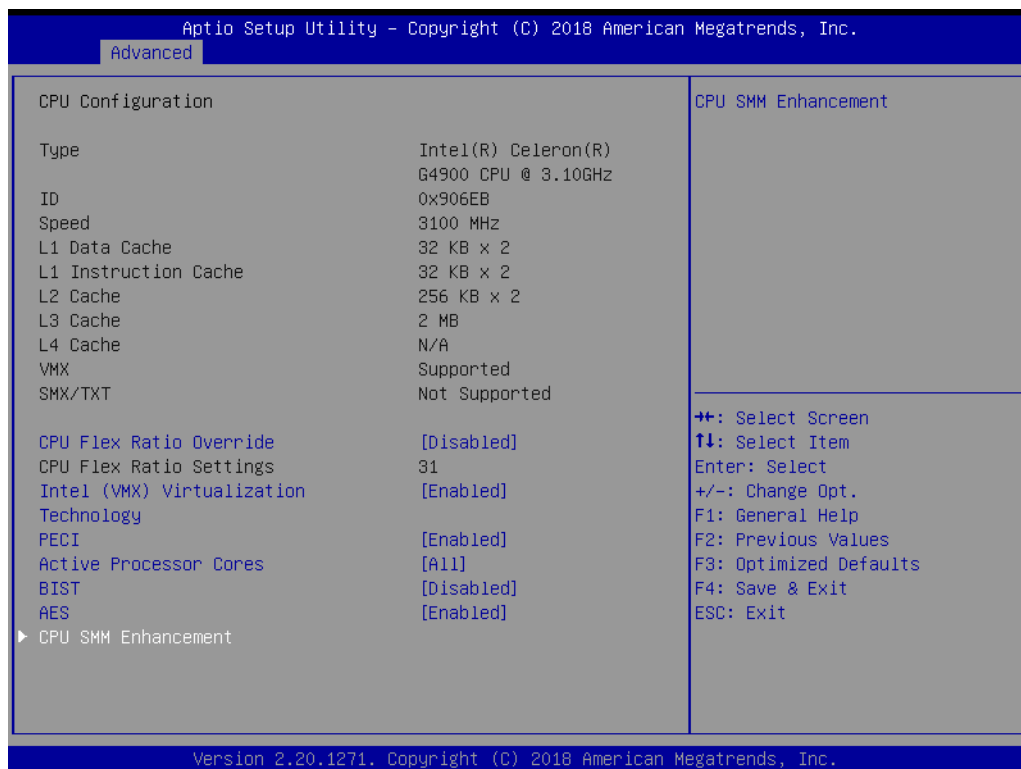 Aptio Setup Utility – Copyright (C) 2018 American Megatrends, Inc.
Advanced
CPU Configuration
Type Intel(R) Celeron(R)
G4900 CPU @ 3.10GHz
ID 0x906EB
Speed 3100 MHz
L1 Data Cache 32 KB x 2
L1 Instruction Cache 32 KB x 2
L2 Cache 256 KB x 2
L3 Cache 2 MB
L4 Cache N/A
VMX Supported
SMX/TXT Not Supported
CPU Flex Ratio Override [Disabled]
CPU Flex Ratio Settings 31
Intel (VMX) Virtualization [Enabled]
Technology
PECI [Enabled]
Active Processor Cores [All]
BIST [Disabled]
AES [Enabled]
CPU SMM Enhancement
CPU SMM Enhancement
→←: Select Screen
↑↓: Select Item
Enter: Select
+/-: Change Opt.
F1: General Help
F2: Previous Values
F3: Optimized Defaults
F4: Save & Exit
ESC: Exit
Version 2.20.1271. Copyright (C) 2018 American Megatrends, Inc.